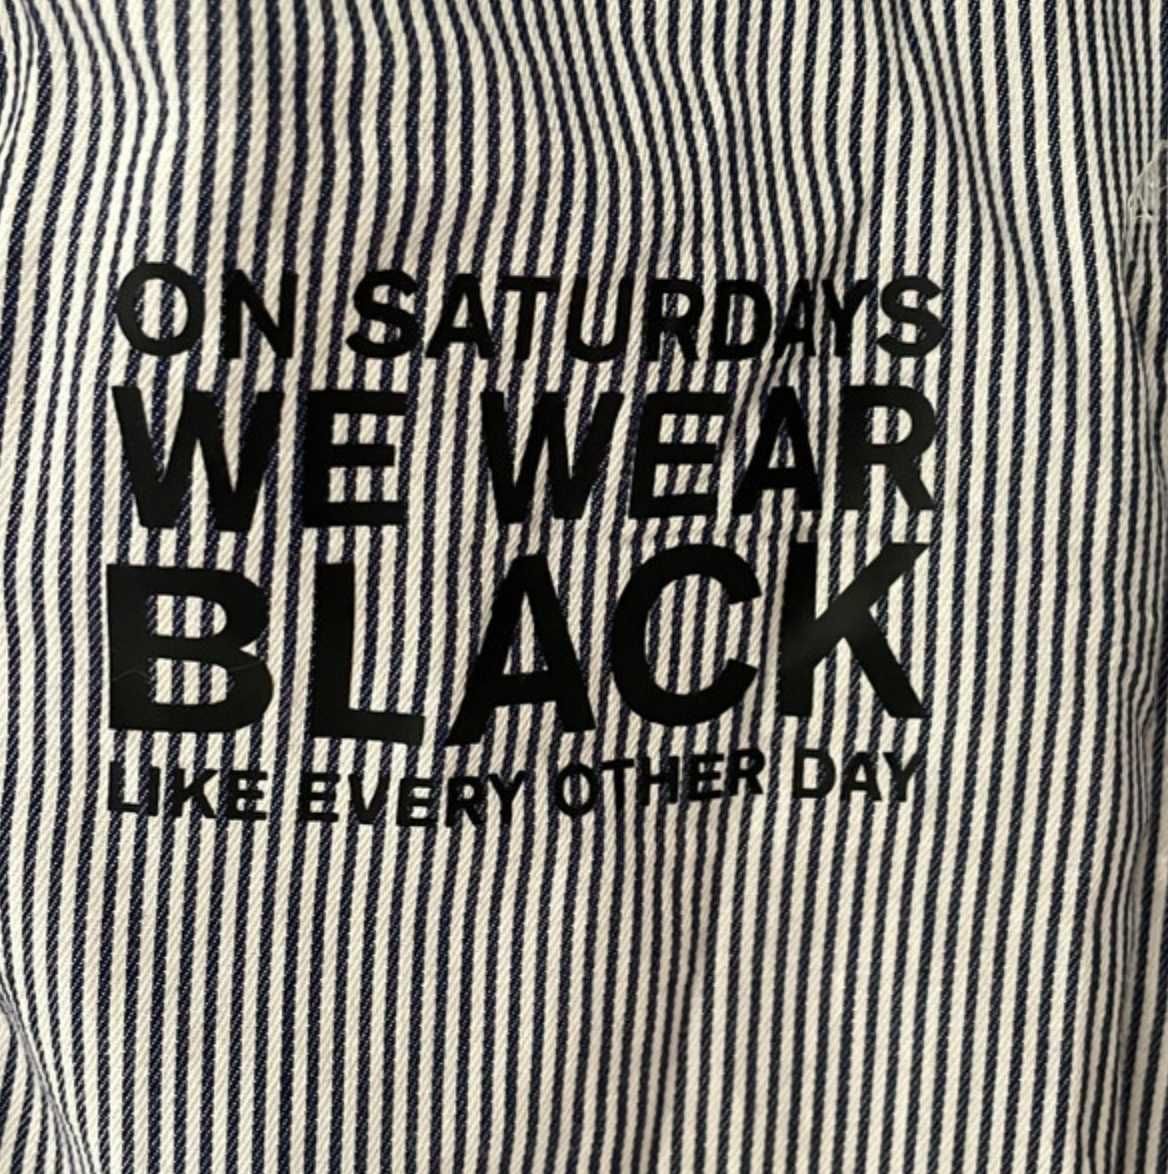 ON SATURDAYS
WE WEAR
BLACK
LIKE EVERY OTHER DAY